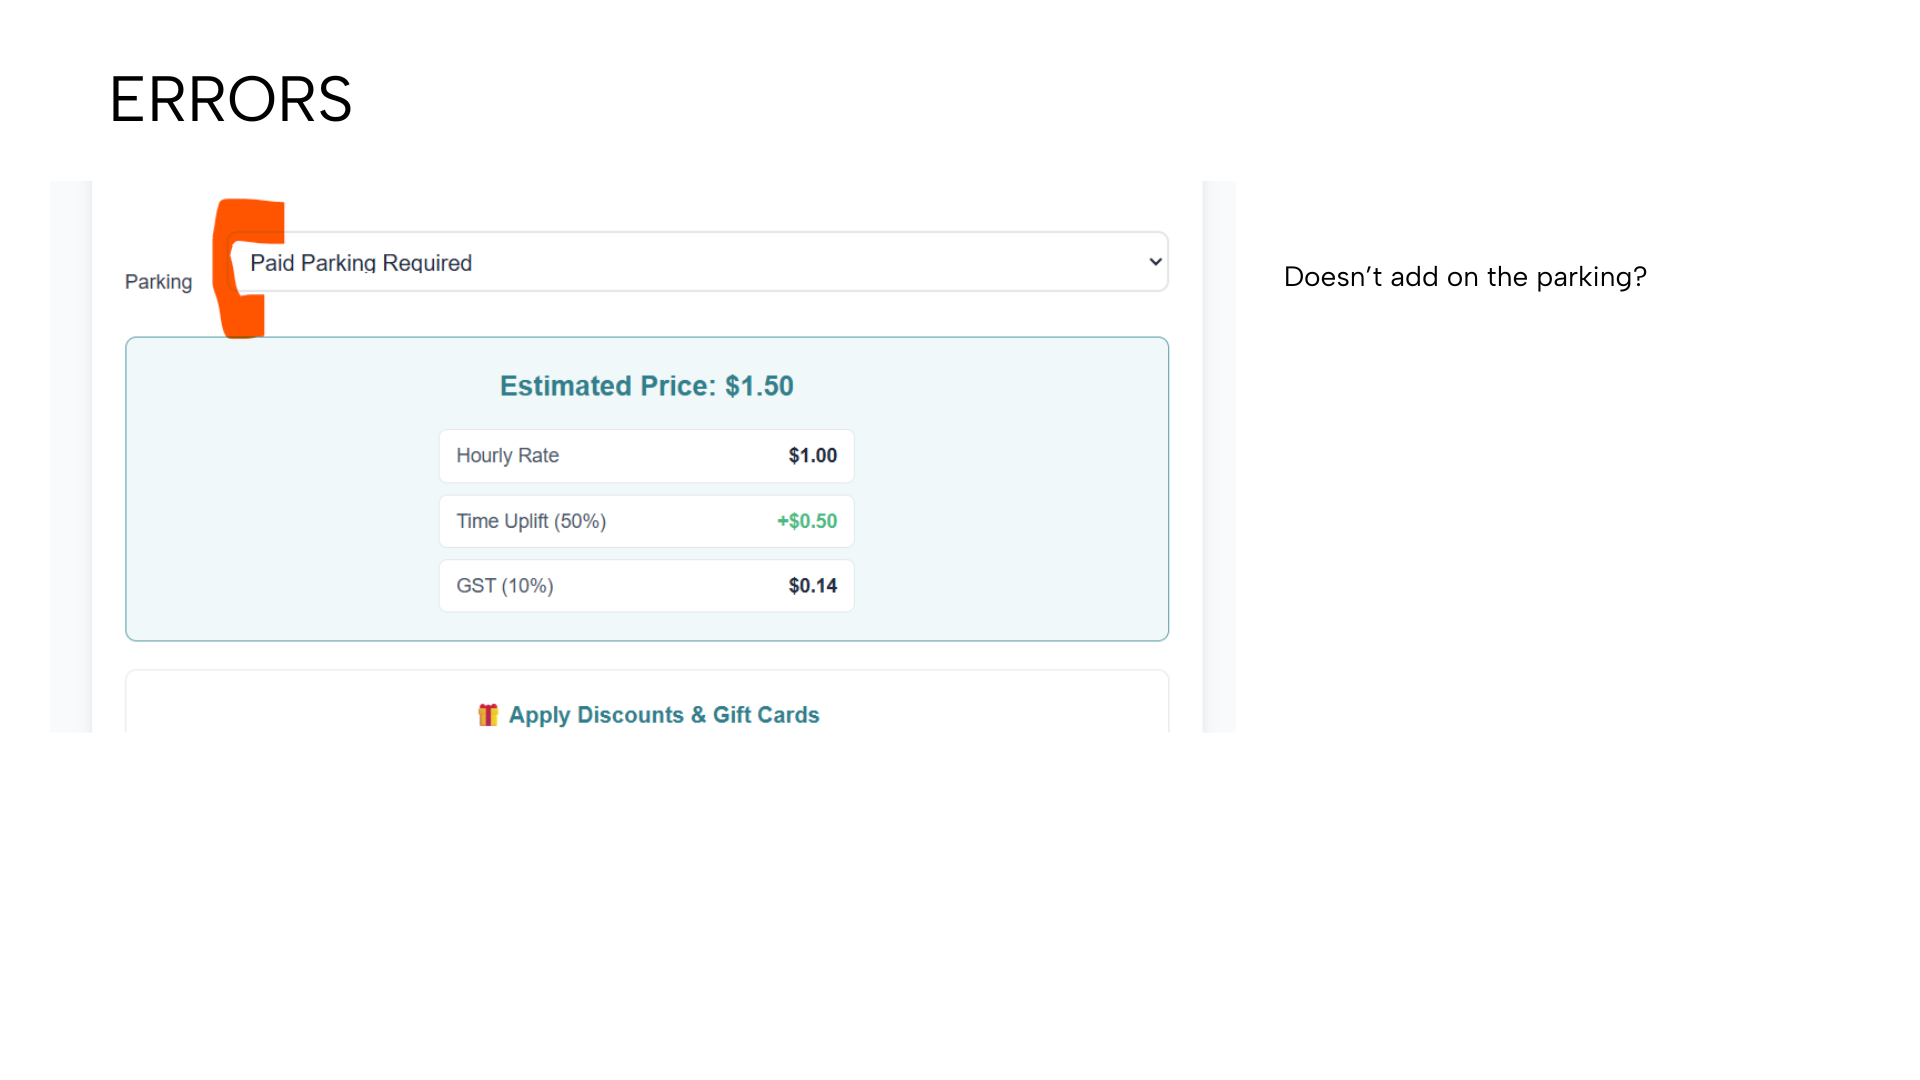 ERRORS
Paid Parking Required
Parking
Doesn’t add on the parking?
Estimated Price: $1.50
Hourly Rate $1.00
Time Uplift (50%) +$0.50
GST (10%) $0.14
🎁 Apply Discounts & Gift Cards